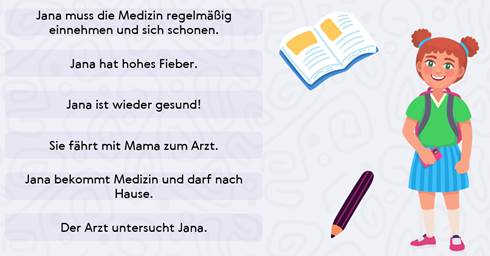 Jana muss die Medizin regelmäßig
einnehmen und sich schonen.
Jana hat hohes Fieber.
Jana ist wieder gesund!
Sie fährt mit Mama zum Arzt.
Jana bekommt Medizin und darf nach
Hause.
Der Arzt untersucht Jana.